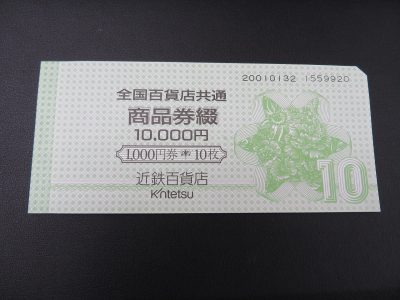 20010132 1559920
全国百貨店共通
商品券綴
10,000円
1,000円券＊10枚
近鉄百貨店
Kintetsu
10